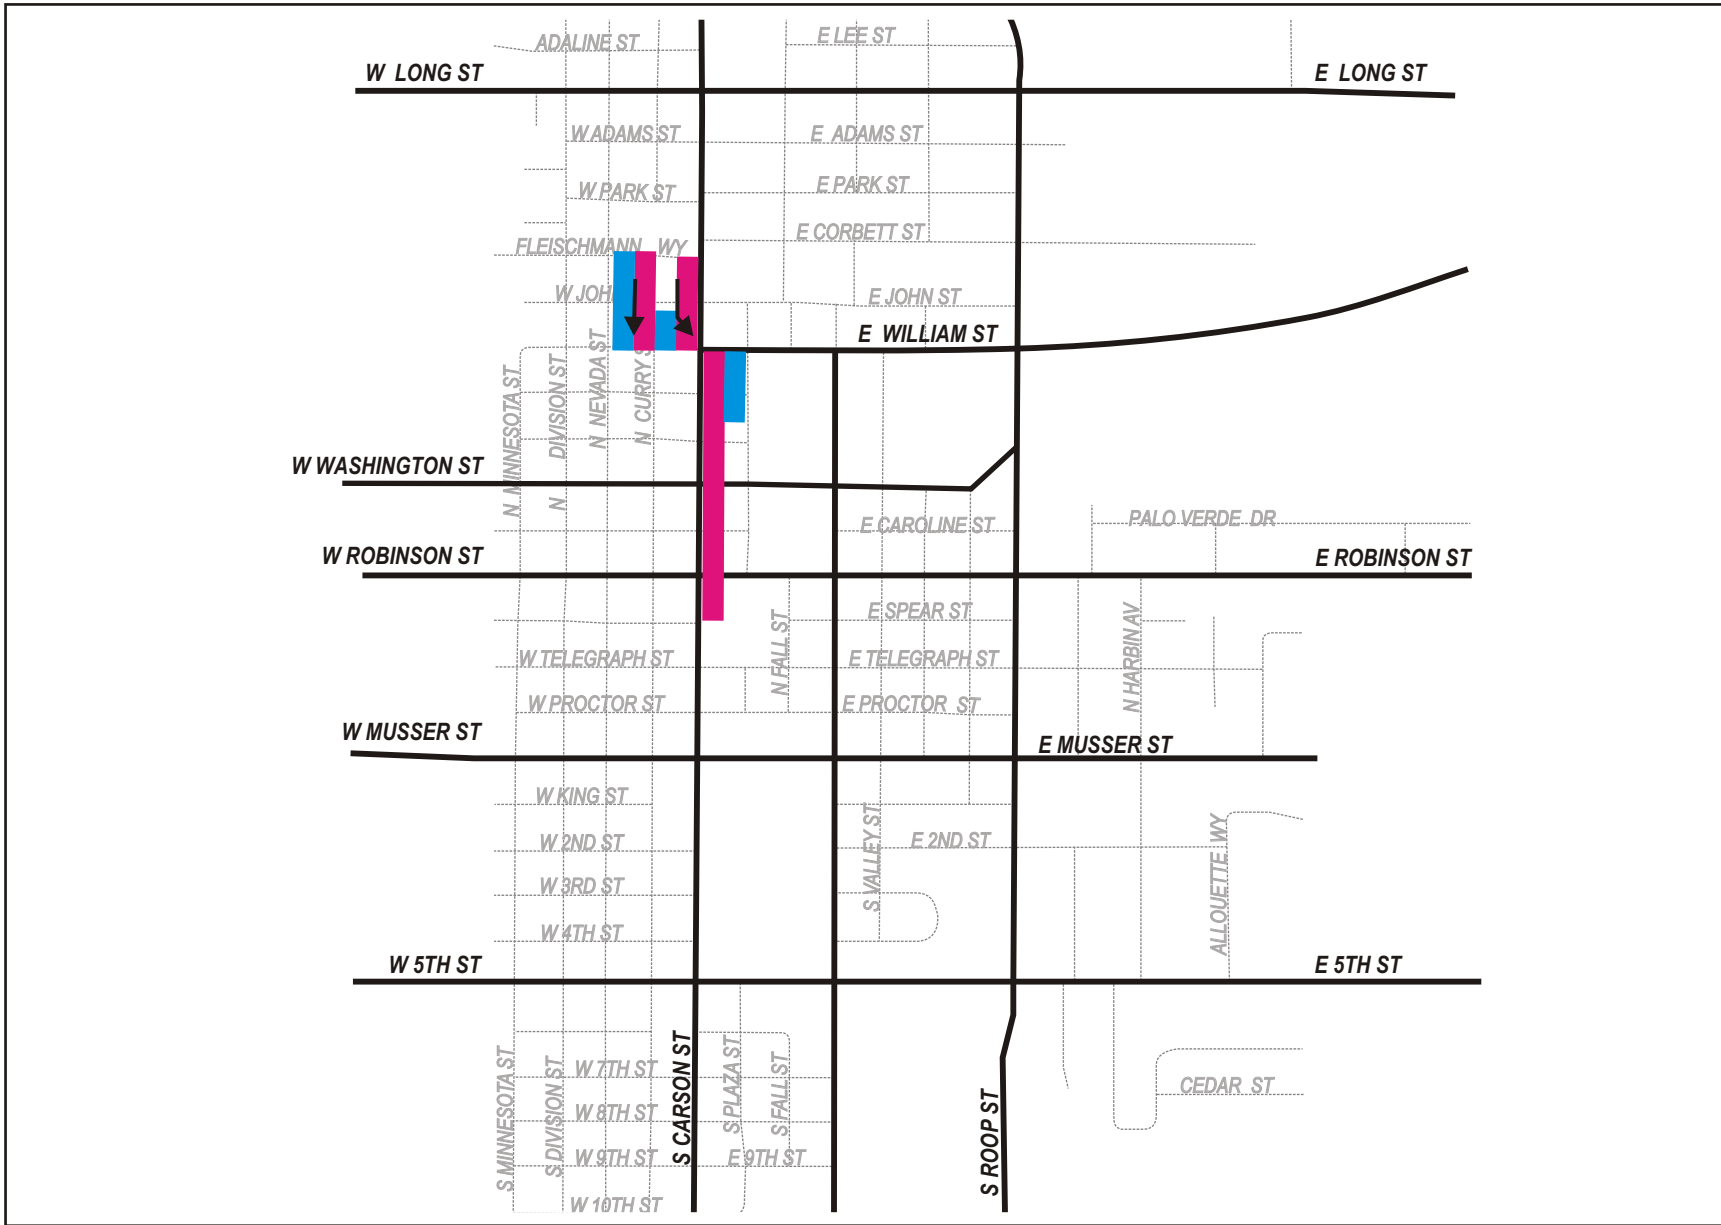 ADALINE ST
E LEE ST
W  LONG ST
E  LONG ST
W ADAMS ST
E  ADAMS ST
W PARK ST
E PARK ST
E CORBETT ST
FLEISCHMANN   WY
W JOH
E JOHN ST
E  WILLIAM ST
N  MINNESOTA ST
N    DIVISION ST
N  NEVADA ST
N  CURRY S
W WASHINGTON ST
E CAROLINE ST
PALO VERDE  DR
W ROBINSON ST
E ROBINSON ST
E SPEAR ST
N FALL ST
N HARBIN AV
W TELEGRAPH ST
E TELEGRAPH ST
W PROCTOR ST
E PROCTOR  ST
W MUSSER ST
E MUSSER ST
W KING ST
W 2ND ST
E 2ND ST
S VALLEY ST
ALLOUETTE  WY
W 3RD ST
W 4TH ST
W 5TH ST
E 5TH ST
S MINNESOTA ST
S DIVISION ST
W 7TH ST
S CARSON ST
S PLAZA ST
S FALL ST
S ROOP ST
CEDAR  ST
W 8TH ST
W 9TH ST
E 9TH ST
W 10TH ST